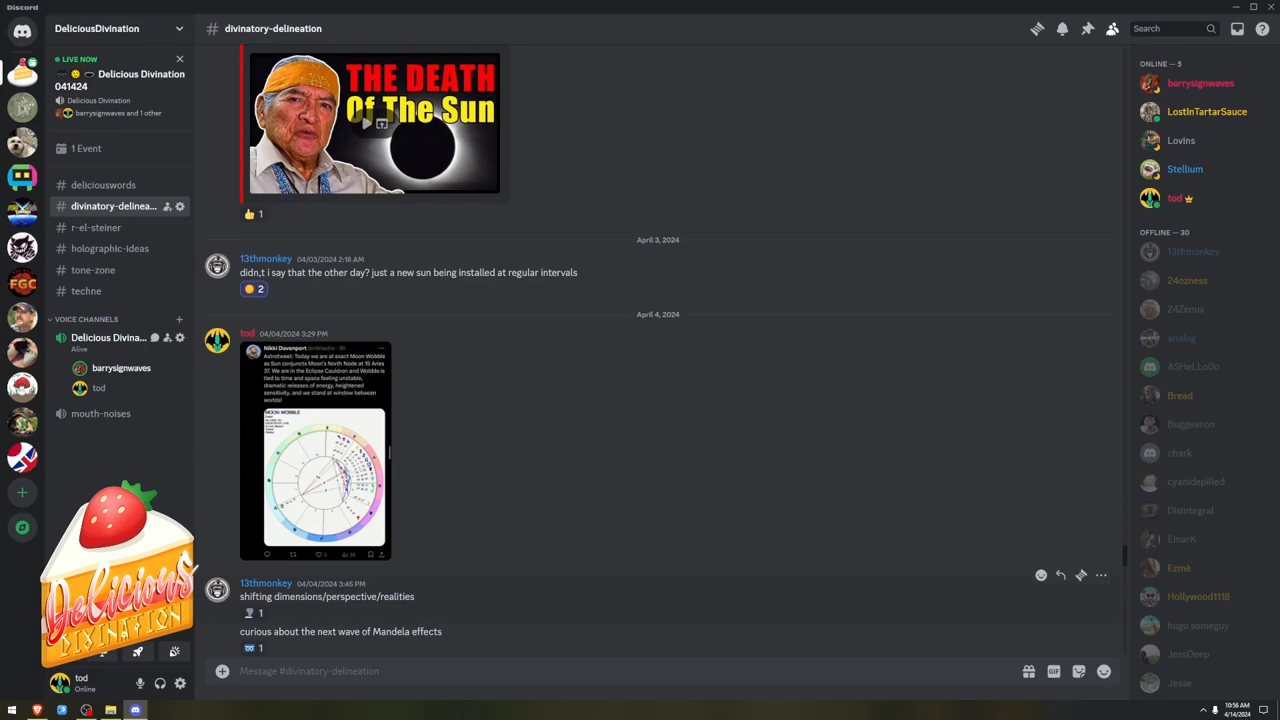 Discord
DeliciousDivination
LIVE NOW
Delicious Divination
041424
Delicious Divination
barrysignwaves and 1 other
1 Event
# deliciouswords
# divinatory-delinea...
# r-el-steiner
# holographic-ideas
# tone-zone
# techne
VOICE CHANNELS
Delicious Divina...
Alive
barrysignwaves
tod
mouth-noises
Delicious
DIVINATION
tod
Online
# divinatory-delineation
Search
THE DEATH
Of The Sun
1
April 3, 2024
13thmonkey 04/03/2024 2:18 AM
didn,t i say that the other day? just a new sun being installed at regular intervals
2
April 4, 2024
tod 04/04/2024 3:29 PM
Nikki Davenport
Astrotweet: Today we are at exact Moon Wobble
as Sun conjuncts Moon's North Node at 15 Aries
37. We are in the Eclipse Cauldron and Wobble is
tied to time and space feeling unstable,
dramatic releases of energy, heightened
sensitivity, and we stand at window between
worlds!
MOON WOBBLE
13thmonkey 04/04/2024 3:45 PM
shifting dimensions/perspective/realities
1
curious about the next wave of Mandela effects
1
Message #divinatory-delineation
GIF
ONLINE — 5
barrysignwaves
LostInTartarSauce
Lovins
Stellium
tod
OFFLINE — 30
13thmonkey
24ozness
24Zenus
analog
ASHeLLo0o
Bread
Buggeanon
chark
cyanidepilled
Disintegral
EinarK
Ezmè
Hollywood1118
hugo someguy
JessDeep
Jesse
FGC
10:56 AM
4/14/2024